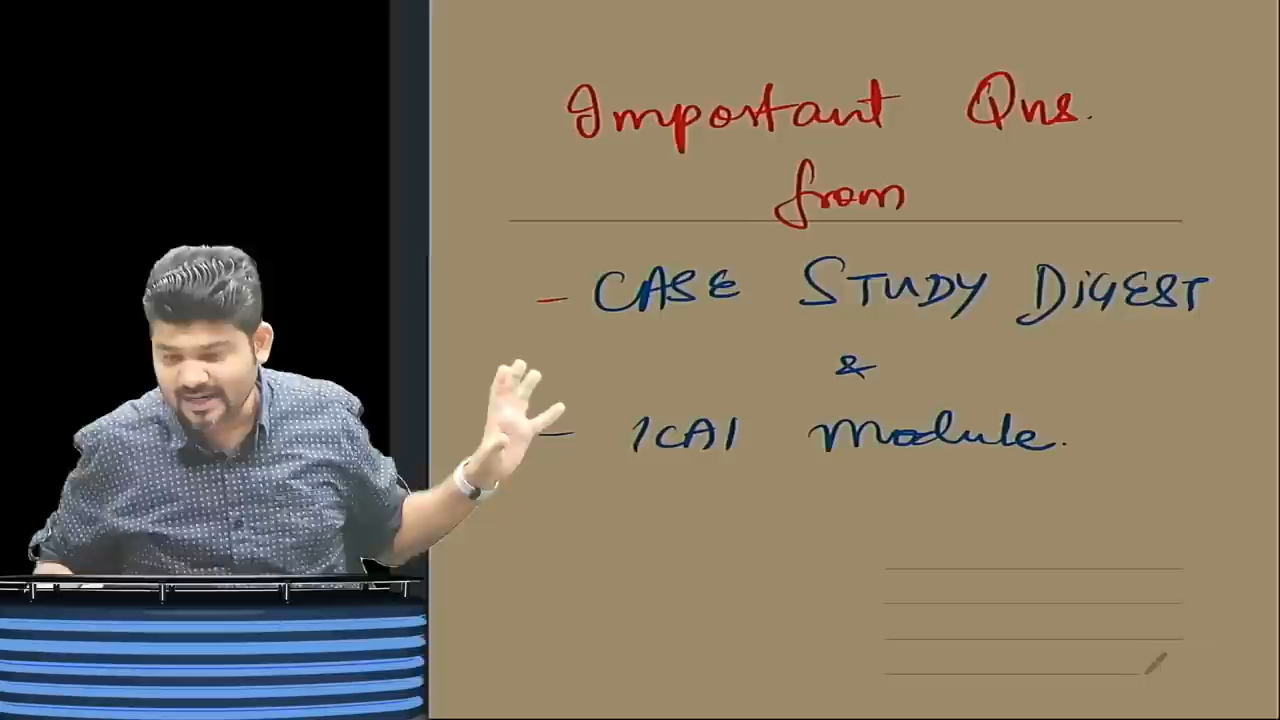 Important Qns.
from
- CASE STUDY DIGEST
&
- ICAI Module.